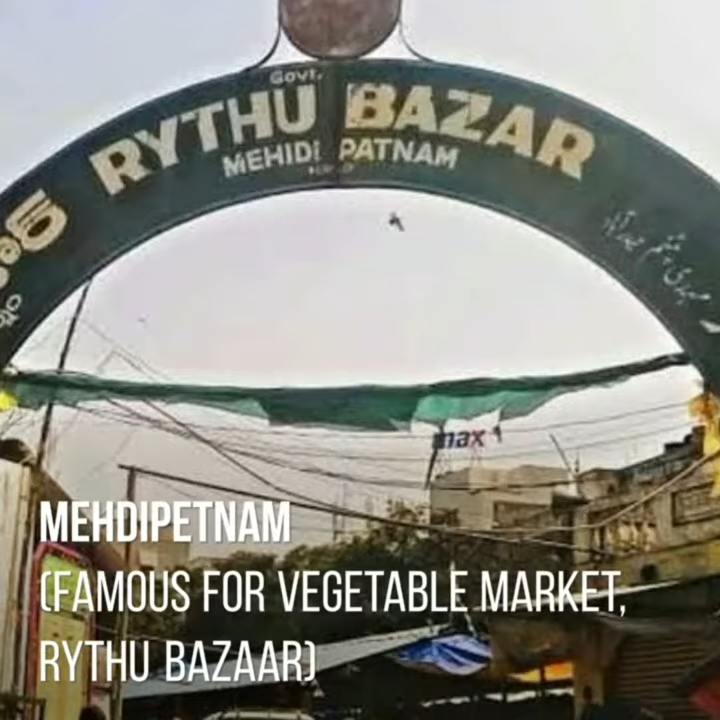 Govt.
RYTHU BAZAR
MEHIDI PATNAM
max
MEHDIPETNAM
(FAMOUS FOR VEGETABLE MARKET,
RYTHU BAZAAR)